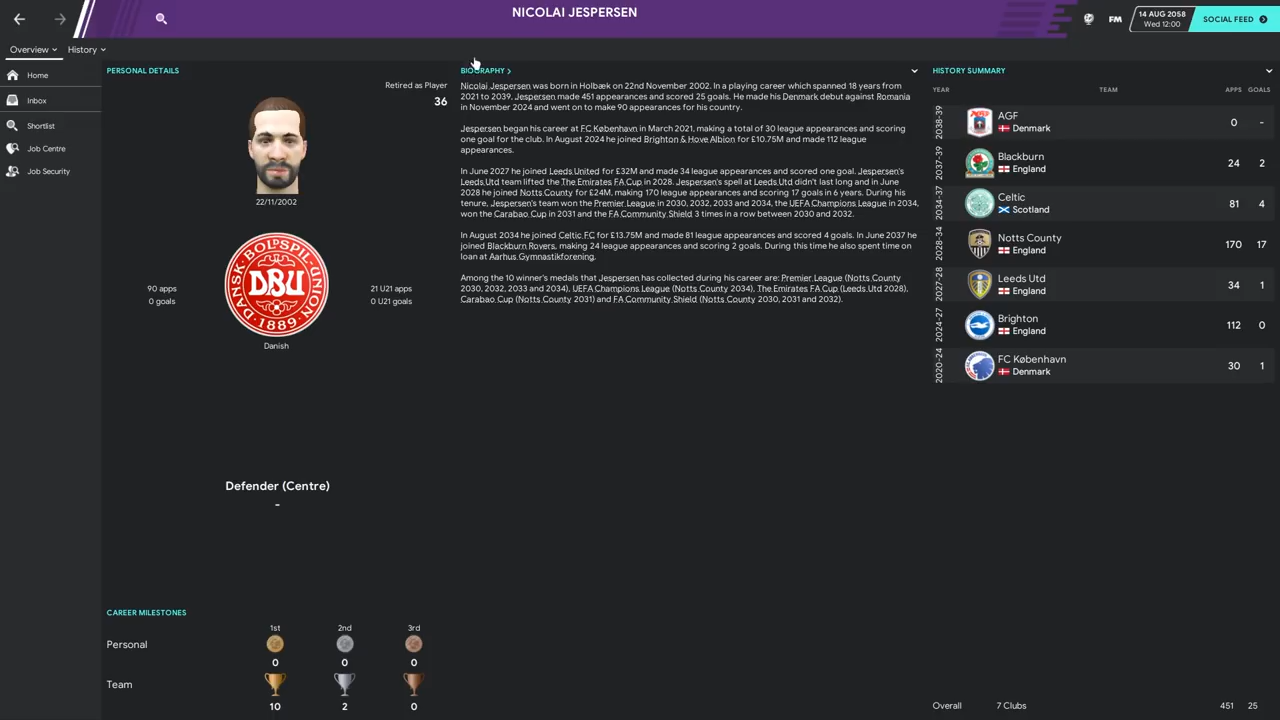 NICOLAI JESPERSEN
FM
14 AUG 2058
Wed 12:00
SOCIAL FEED
Overview
History
Home
Inbox
Shortlist
Job Centre
Job Security
PERSONAL DETAILS
Retired as Player
36
22/11/2002
DANSK BOLDSPIL-UNION
DBU
1889
90 apps
0 goals
21 U21 apps
0 U21 goals
Danish
Defender (Centre)
-
CAREER MILESTONES
1st 2nd 3rd
Personal
0 0 0
Team
10 2 0
BIOGRAPHY
Nicolai Jespersen was born in Holbæk on 22nd November 2002. In a playing career which spanned 18 years from
2021 to 2039, Jespersen made 451 appearances and scored 25 goals. He made his Denmark debut against Romania
in November 2024 and went on to make 90 appearances for his country.
Jespersen began his career at FC København in March 2021, making a total of 30 league appearances and scoring
one goal for the club. In August 2024 he joined Brighton & Hove Albion for £10.75M and made 112 league
appearances.
In June 2027 he joined Leeds United for £32M and made 34 league appearances and scored one goal. Jespersen's
Leeds Utd team lifted the The Emirates FA Cup in 2028. Jespersen's spell at Leeds Utd didn't last long and in June
2028 he joined Notts County for £24M, making 170 league appearances and scoring 17 goals in 6 years. During his
tenure, Jespersen's team won the Premier League in 2030, 2032, 2033 and 2034, the UEFA Champions League in 2034,
won the Carabao Cup in 2031 and the FA Community Shield 3 times in a row between 2030 and 2032.
In August 2034 he joined Celtic FC for £13.75M and made 81 league appearances and scored 4 goals. In June 2037 he
joined Blackburn Rovers, making 24 league appearances and scoring 2 goals. During this time he also spent time on
loan at Aarhus Gymnastikforening.
Among the 10 winner's medals that Jespersen has collected during his career are: Premier League (Notts County
2030, 2032, 2033 and 2034), UEFA Champions League (Notts County 2034), The Emirates FA Cup (Leeds Utd 2028),
Carabao Cup (Notts County 2031) and FA Community Shield (Notts County 2030, 2031 and 2032).
HISTORY SUMMARY
YEAR TEAM APPS GOALS
2038-39 AGF 0 -
Denmark
2037-39 Blackburn 24 2
England
2034-37 Celtic 81 4
Scotland
2028-34 Notts County 170 17
England
2027-28 Leeds Utd 34 1
England
2024-27 Brighton 112 0
England
2020-24 FC København 30 1
Denmark
Overall 7 Clubs 451 25